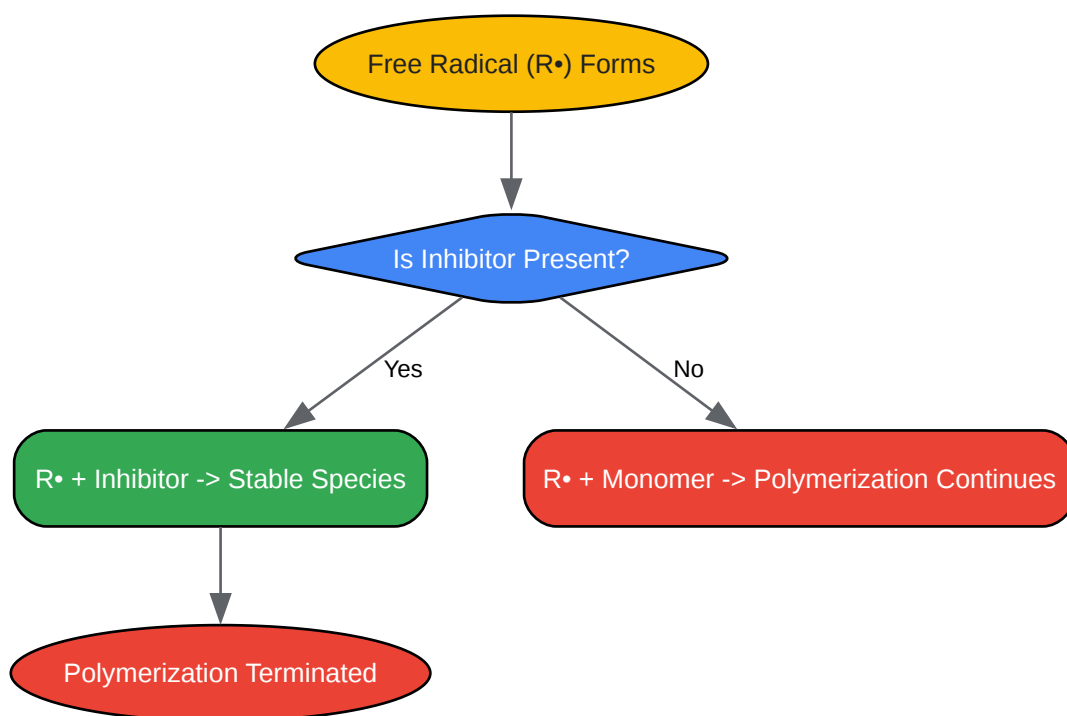 Free Radical (R•) Forms
Is Inhibitor Present?
Yes
No
R• + Inhibitor -> Stable Species
R• + Monomer -> Polymerization Continues
Polymerization Terminated